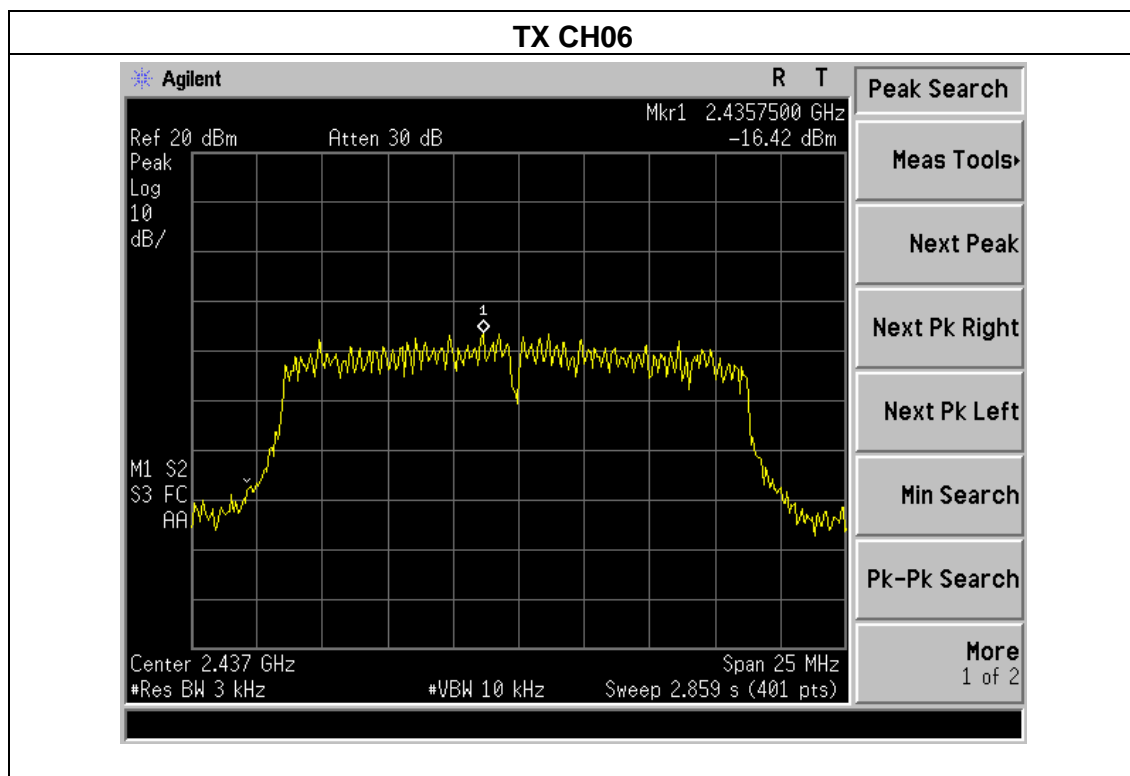 TX CH06
Agilent
R T
Mkr1 2.4357500 GHz
Ref 20 dBm Atten 30 dB -16.42 dBm
Peak
Log
10
dB/
1
M1 S2
S3 FC
AA
Center 2.437 GHz Span 25 MHz
#Res BW 3 kHz #VBW 10 kHz Sweep 2.859 s (401 pts)
Peak Search
Meas Tools
Next Peak
Next Pk Right
Next Pk Left
Min Search
Pk-Pk Search
More
1 of 2